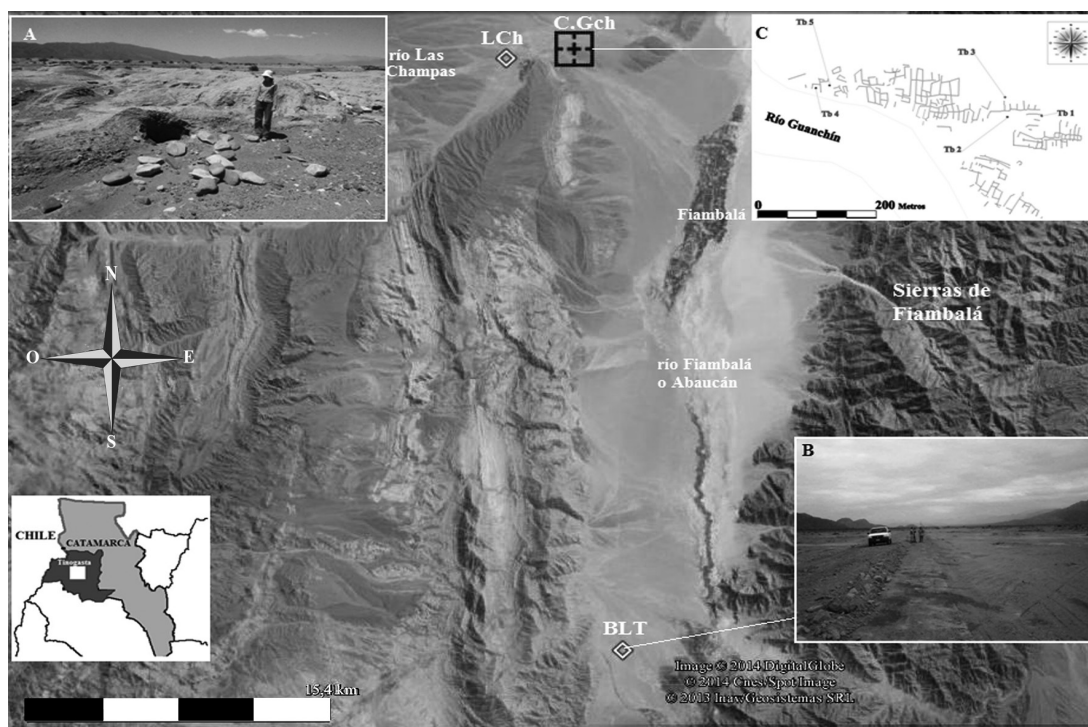 A
LCh
C.Gch
río Las
Champas
C
Tb 5
Tb 3
Tb 1
Tb 4
Tb 2
Río Guanchín
0
200 Metros
Fiambalá
Sierras de
Fiambalá
río Fiambalá
o Abaucán
N
O
E
S
B
CHILE
CATAMARCA
Tinogasta
BLT
15,4 km
Image © 2014 DigitalGlobe
© 2014 Cnes/Spot Image
© 2013 Inav/Geosistemas SRL